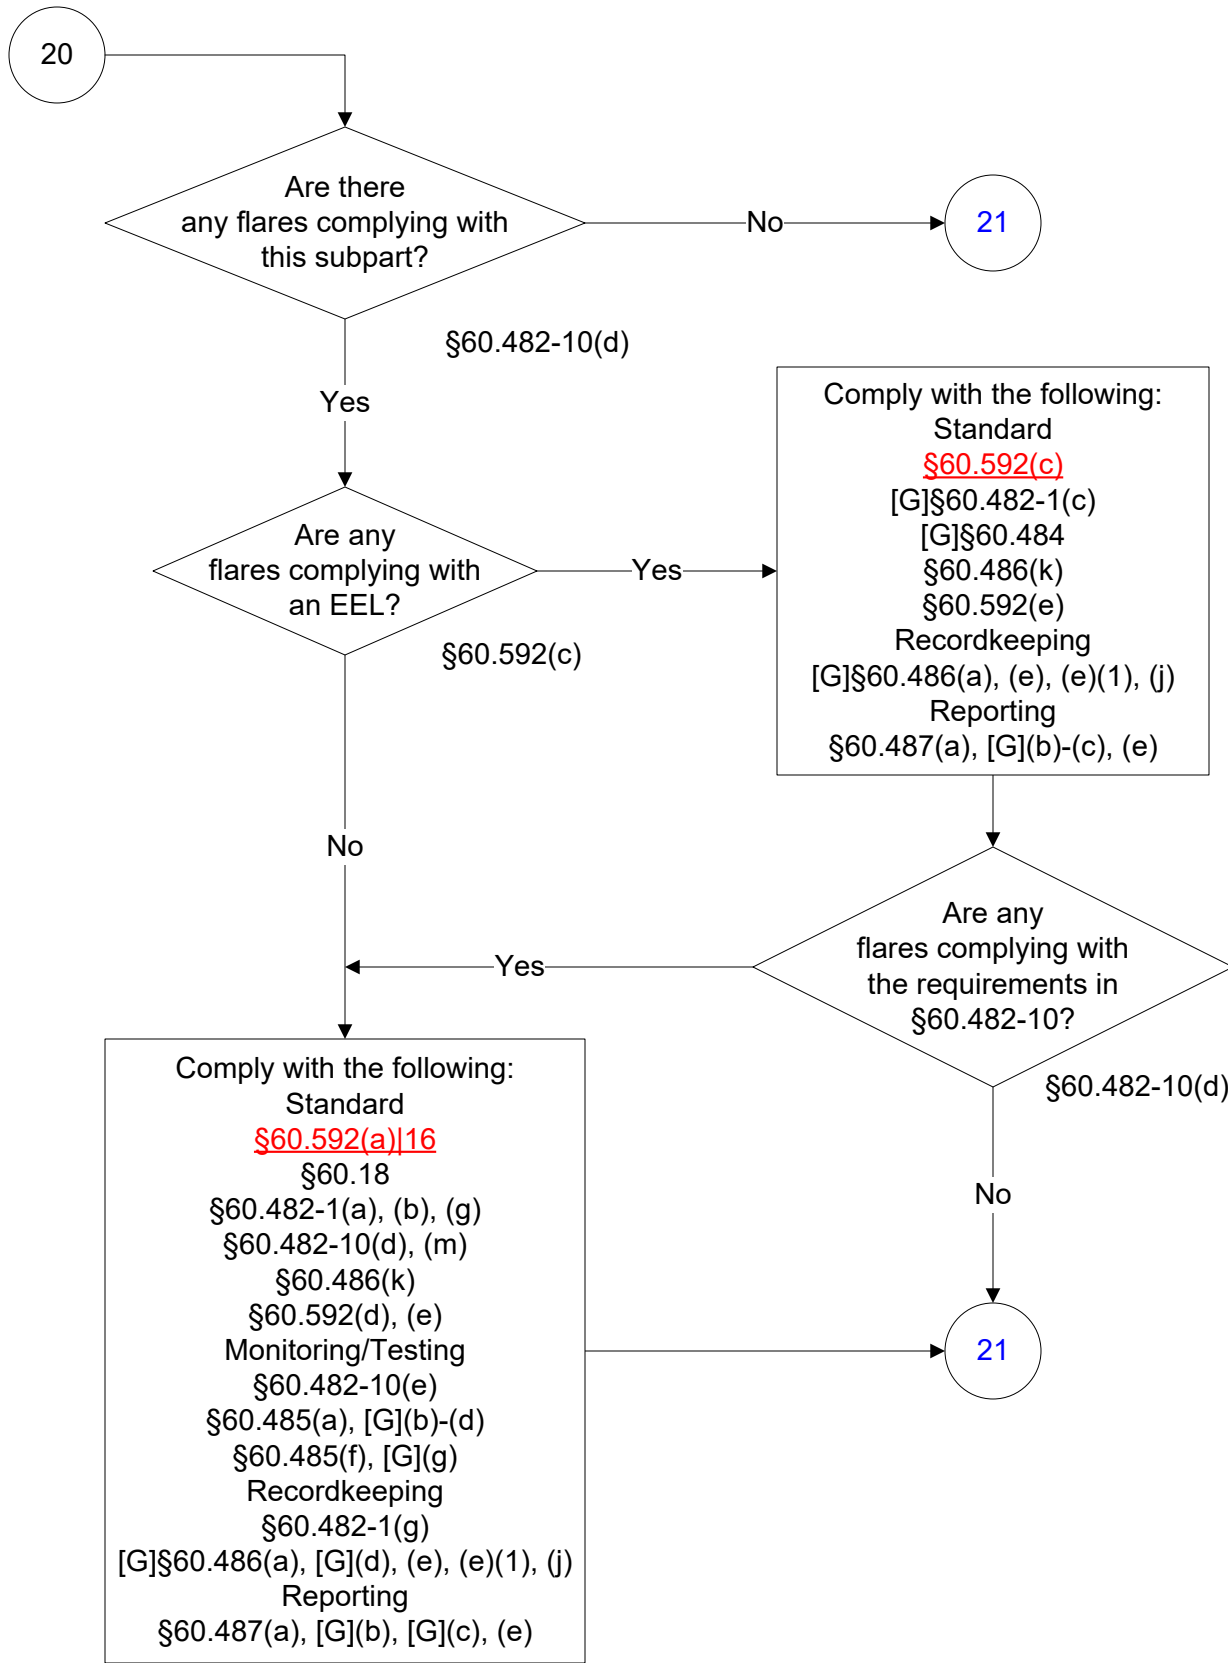 20
Are there
any flares complying with
this subpart?
No
21
§60.482-10(d)
Yes
Comply with the following:
Standard
§60.592(c)
[G]§60.482-1(c)
[G]§60.484
§60.486(k)
§60.592(e)
Recordkeeping
[G]§60.486(a), (e), (e)(1), (j)
Reporting
§60.487(a), [G](b)-(c), (e)
Are any
flares complying with
an EEL?
Yes
§60.592(c)
No
Are any
flares complying with
the requirements in
§60.482-10?
Yes
§60.482-10(d)
No
Comply with the following:
Standard
§60.592(a)|16
§60.18
§60.482-1(a), (b), (g)
§60.482-10(d), (m)
§60.486(k)
§60.592(d), (e)
Monitoring/Testing
§60.482-10(e)
§60.485(a), [G](b)-(d)
§60.485(f), [G](g)
Recordkeeping
§60.482-1(g)
[G]§60.486(a), [G](d), (e), (e)(1), (j)
Reporting
§60.487(a), [G](b), [G](c), (e)
21